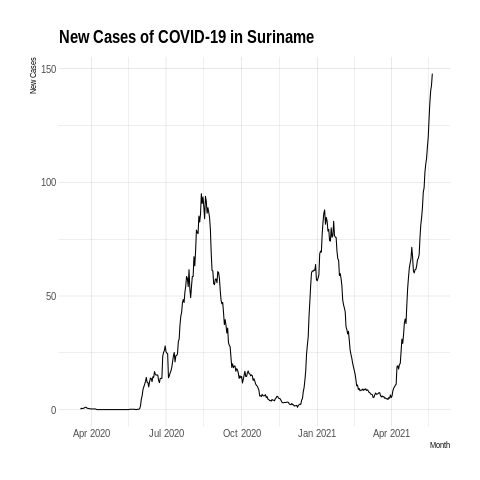 New Cases of COVID-19 in Suriname
New Cases
150
100
50
0
Apr 2020 Jul 2020 Oct 2020 Jan 2021 Apr 2021
Month